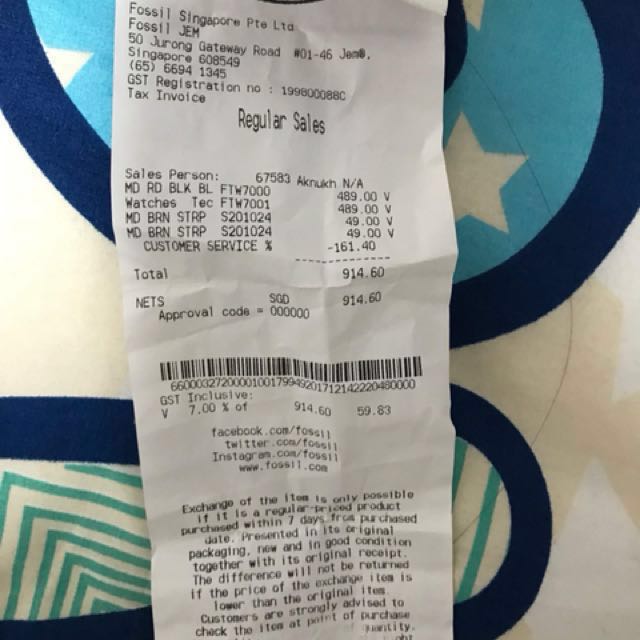 Fossil Singapore Pte Ltd
Fossil JEM
50 Jurong Gateway Road #01-46 Jem®,
Singapore 608549
(65) 6694 1345
GST Registration no : 199800088C
Tax Invoice
Regular Sales
Sales Person: 67583 Aknukh N/A
MD RD BLK BL FTW7000 489.00 V
Watches Tec FTW7001 489.00 V
MD BRN STRP S201024 49.00 V
MD BRN STRP S201024 49.00 V
CUSTOMER SERVICE % -161.40
Total 914.60
NETS SGD 914.60
Approval code = 000000
GST Inclusive:
V 7.00 % of 914.60 59.83
facebook.com/fossil
twitter.com/fossil
Instagram.com/fossil
www.fossil.com
Exchange of the item is only possible
if it is a regular-priced product
purchased within 7 days from purchased
date. Presented in its original
packaging, new and in good condition
together with its original receipt.
The difference will not be returned
if the price of the exchange item is
lower than the original item.
Customers are strongly advised to
check the item at point of purchase
quantity.